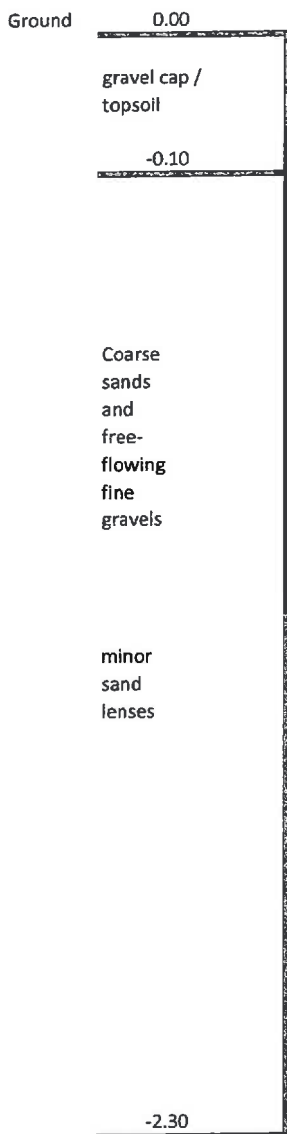 Ground 0.00
gravel cap /
topsoil
-0.10
Coarse
sands
and
free-
flowing
fine
gravels
minor
sand
lenses
-2.30